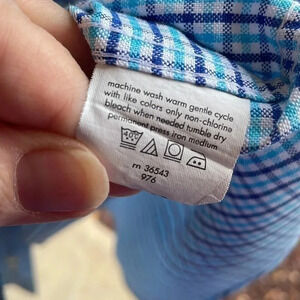 machine wash warm gentle cycle
with like colors only non-chlorine
bleach when needed tumble dry
permanent press iron medium
m 36543
976